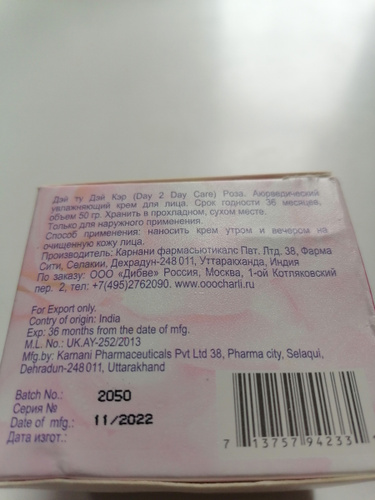 Дэй ту Дэй Кэр (Day 2 Day Care) Роза. Аюрведический
увлажняющий крем для лица. Срок годности 36 месяцев,
объем 50 гр. Хранить в прохладном, сухом месте.
Только для наружного применения.
Способ применения: наносить крем утром и вечером на
очищенную кожу лица.
Производитель: Карнани фармасьютикалс Пвт. Лтд. 38, Фарма
Сити, Селакии, Дехрадун-248 011, Уттаракханда, Индия
По заказу: ООО «Дибве» Россия, Москва, 1-ой Котляковский
пер. 2, тел: +7(495)2762090. www.ooocharli.ru
For Export only.
Contry of origin: India
Exp: 36 months from the date of mfg.
M.L. No.: UK.AY-252/2013
Mfg.by: Karnani Pharmaceuticals Pvt Ltd 38, Pharma city, Selaqui,
Dehradun-248 011, Uttarakhand
Batch No.: 2050
Серия №
Date of mfg.: 11/2022
Дата изгот.:
7 13757 94233